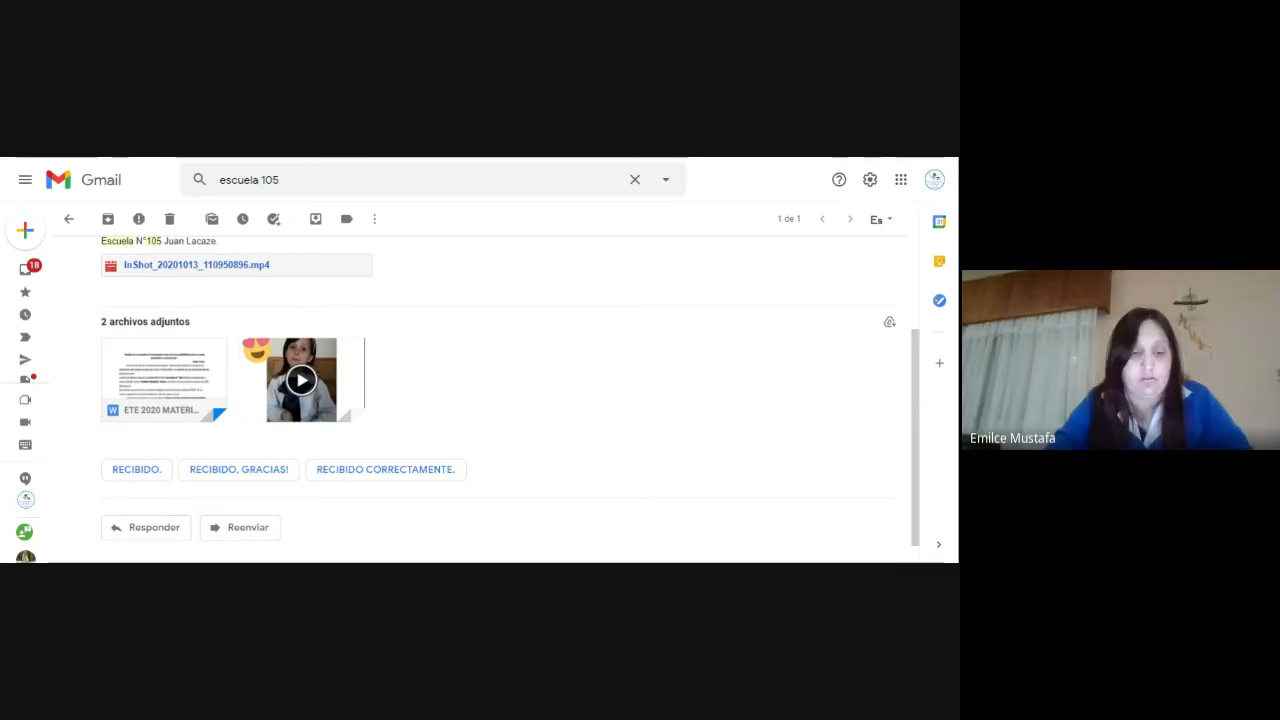 Gmail
escuela 105
1 de 1
Es
18
Escuela N°105 Juan Lacaze.
InShot_20201013_110950896.mp4
2 archivos adjuntos
W ETE 2020 MATERI...
RECIBIDO.
RECIBIDO, GRACIAS!
RECIBIDO CORRECTAMENTE.
Responder
Reenviar
Emilce Mustafa